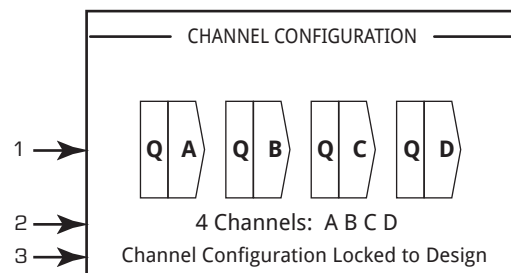 CHANNEL CONFIGURATION
1 Q A Q B Q C Q D
2 4 Channels: A B C D
3 Channel Configuration Locked to Design